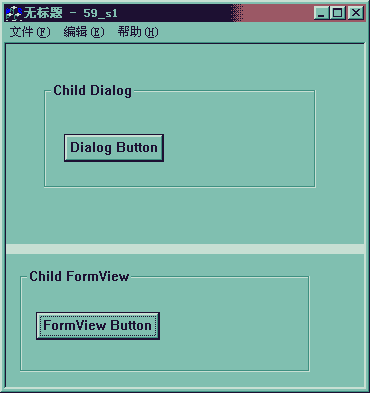 无标题 - 59_s1
文件(F) 编辑(E) 帮助(H)
Child Dialog
Dialog Button
Child FormView
FormView Button